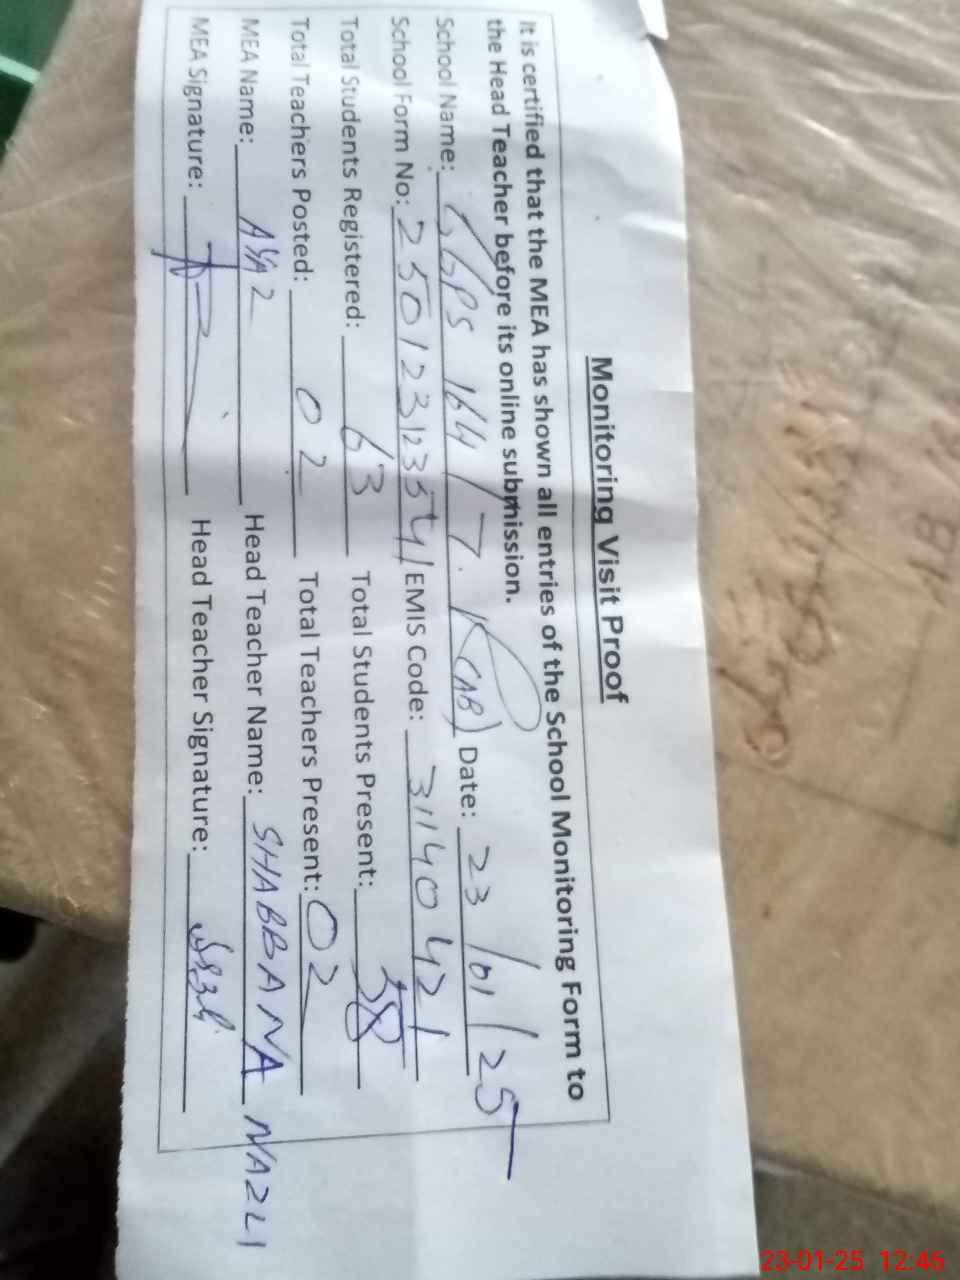 Monitoring Visit Proof
It is certified that the MEA has shown all entries of the School Monitoring Form to
the Head Teacher before its online submission.
School Name: GGPS 164 / 7. R (AB) Date: 23/01/25
School Form No: EMIS Code: 31140421
Total Students Registered: 63 Total Students Present: 58
Total Teachers Posted: 02 Total Teachers Present: 02
MEA Name: Head Teacher Name: SHABBANA NAZLI
MEA Signature: Head Teacher Signature:
23-01-25 12:46